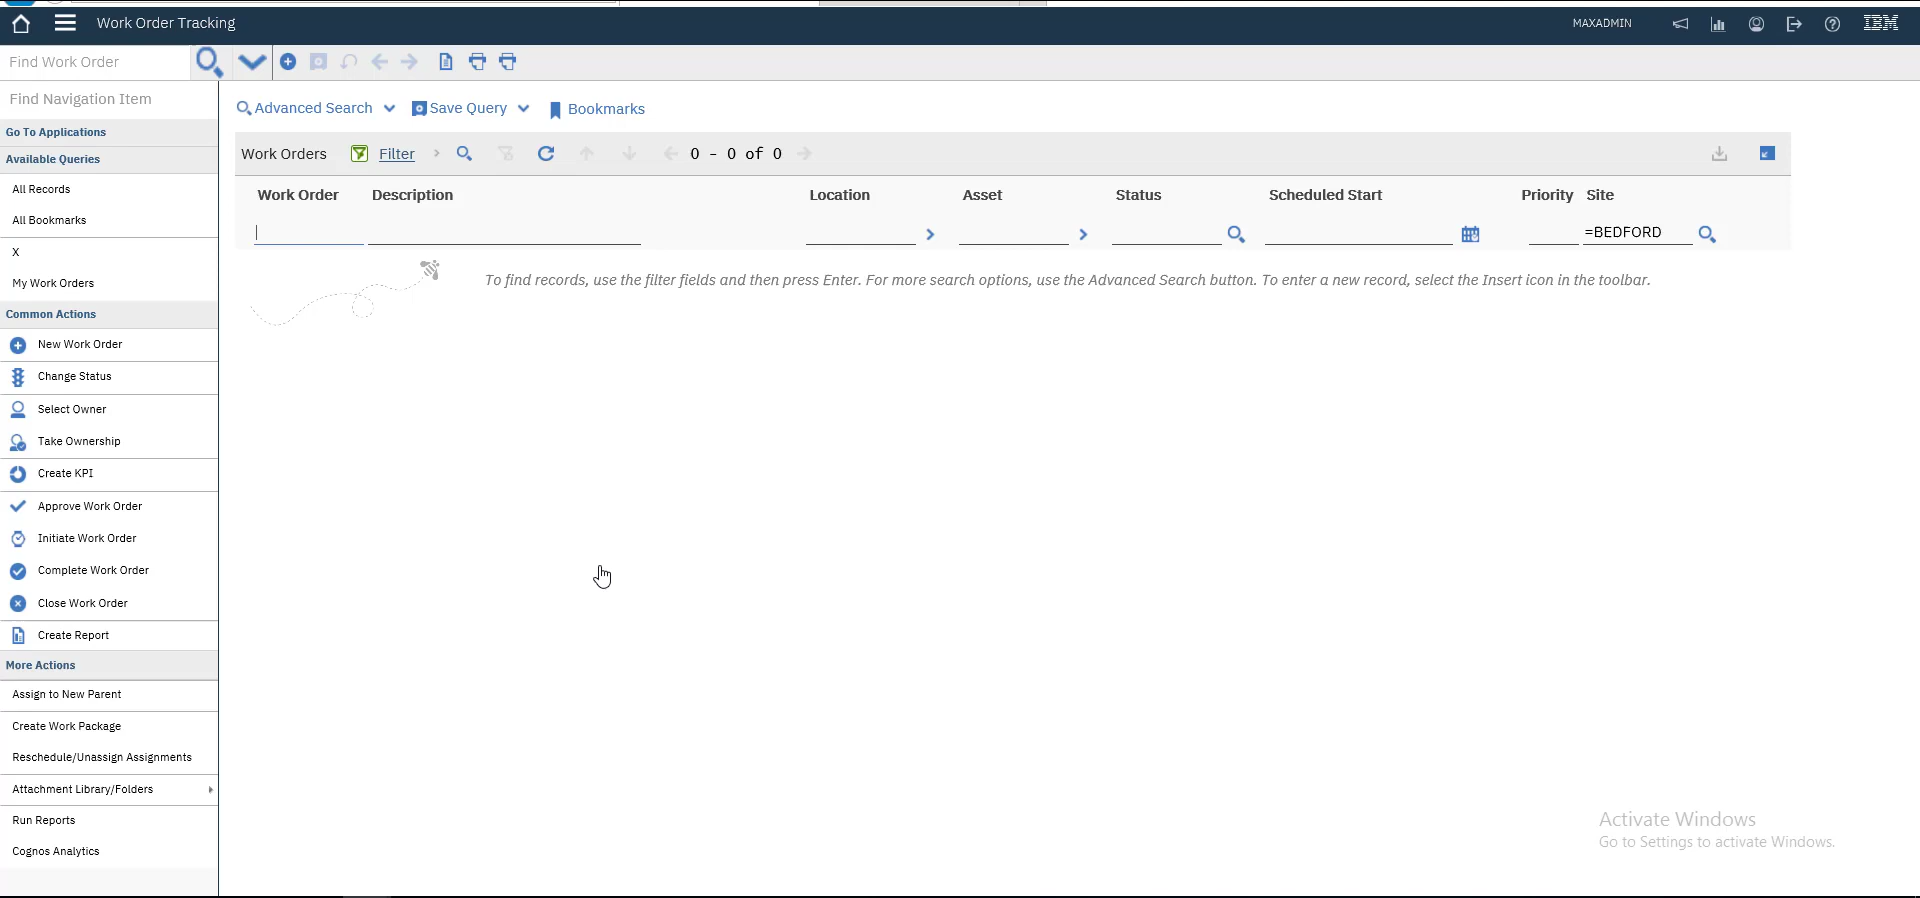 Work Order Tracking
MAXADMIN
IBM
Find Work Order
Find Navigation Item
Go To Applications
Available Queries
All Records
All Bookmarks
X
My Work Orders
Common Actions
New Work Order
Change Status
Select Owner
Take Ownership
Create KPI
Approve Work Order
Initiate Work Order
Complete Work Order
Close Work Order
Create Report
More Actions
Assign to New Parent
Create Work Package
Reschedule/Unassign Assignments
Attachment Library/Folders
Run Reports
Cognos Analytics
Advanced Search Save Query Bookmarks
Work Orders Filter 0 - 0 of 0
Work Order Description Location Asset Status Scheduled Start Priority Site
=BEDFORD
To find records, use the filter fields and then press Enter. For more search options, use the Advanced Search button. To enter a new record, select the Insert icon in the toolbar.
Activate Windows
Go to Settings to activate Windows.